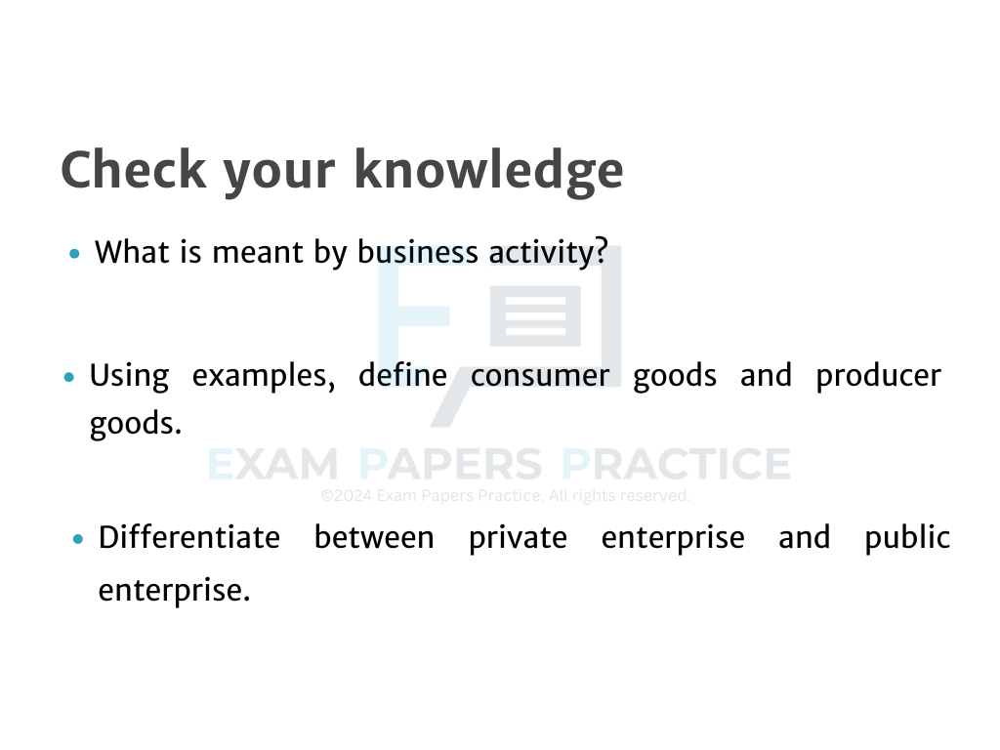 Check your knowledge
• What is meant by business activity?
• Using examples, define consumer goods and producer
goods.
EXAM PAPERS PRACTICE
©2024 Exam Papers Practice. All rights reserved.
• Differentiate between private enterprise and public
enterprise.